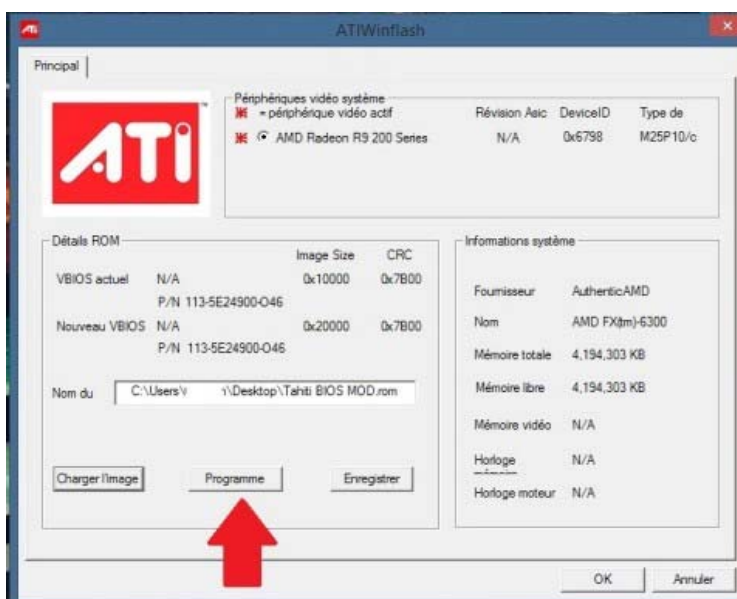 ATIWinflash
Principal
Périphériques vidéo système
= périphérique vidéo actif
Révision Asic DeviceID Type de
AMD Radeon R9 200 Series N/A 0x6798 M25P10/c
ATI
Détails ROM
Image Size CRC
VBIOS actuel N/A 0x10000 0x7B00
P/N 113-5E24900-O46
Nouveau VBIOS N/A 0x20000 0x7B00
P/N 113-5E24900-O46
Nom du C:\Users\ \Desktop\Tahiti BIOS MOD.rom
Charger l'Image Programme Enregistrer
Informations système
Fournisseur AuthenticAMD
Nom AMD FX(tm)-6300
Mémoire totale 4,194,303 KB
Mémoire libre 4,194,303 KB
Mémoire vidéo N/A
Horloge N/A
Horloge moteur N/A
OK Annuler